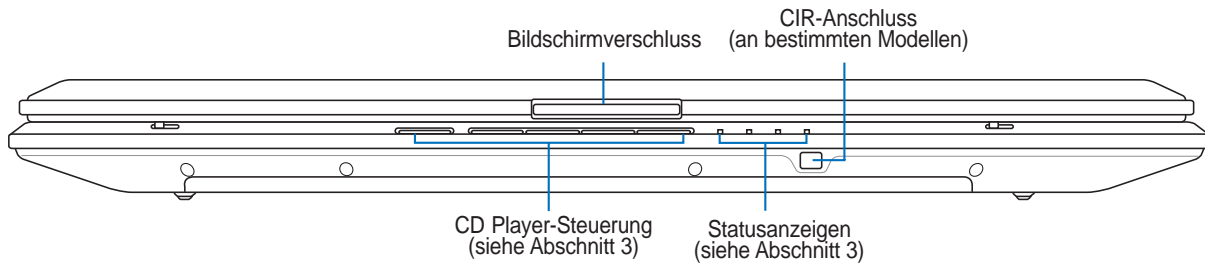 CIR-Anschluss
(an bestimmten Modellen)
Bildschirmverschluss
CD Player-Steuerung
(siehe Abschnitt 3)
Statusanzeigen
(siehe Abschnitt 3)